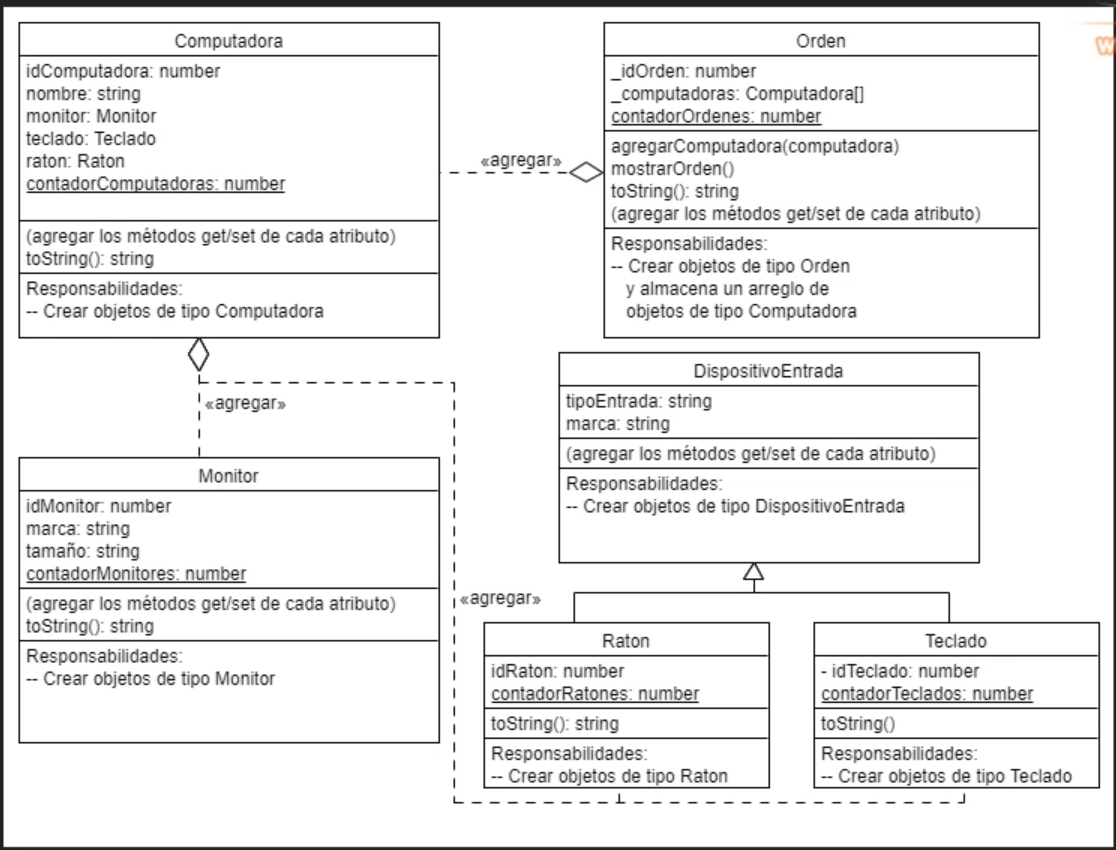 Computadora
idComputadora: number
nombre: string
monitor: Monitor
teclado: Teclado
raton: Raton
contadorComputadoras: number
(agregar los métodos get/set de cada atributo)
toString(): string
Responsabilidades:
-- Crear objetos de tipo Computadora
«agregar»
Orden
_idOrden: number
_computadoras: Computadora[]
contadorOrdenes: number
agregarComputadora(computadora)
mostrarOrden()
toString(): string
(agregar los métodos get/set de cada atributo)
Responsabilidades:
-- Crear objetos de tipo Orden
y almacena un arreglo de
objetos de tipo Computadora
W
«agregar»
Monitor
idMonitor: number
marca: string
tamaño: string
contadorMonitores: number
(agregar los métodos get/set de cada atributo)
toString(): string
Responsabilidades:
-- Crear objetos de tipo Monitor
DispositivoEntrada
tipoEntrada: string
marca: string
(agregar los métodos get/set de cada atributo)
Responsabilidades:
-- Crear objetos de tipo DispositivoEntrada
«agregar»
Raton
idRaton: number
contadorRatones: number
toString(): string
Responsabilidades:
-- Crear objetos de tipo Raton
Teclado
- idTeclado: number
contadorTeclados: number
toString()
Responsabilidades:
-- Crear objetos de tipo Teclado